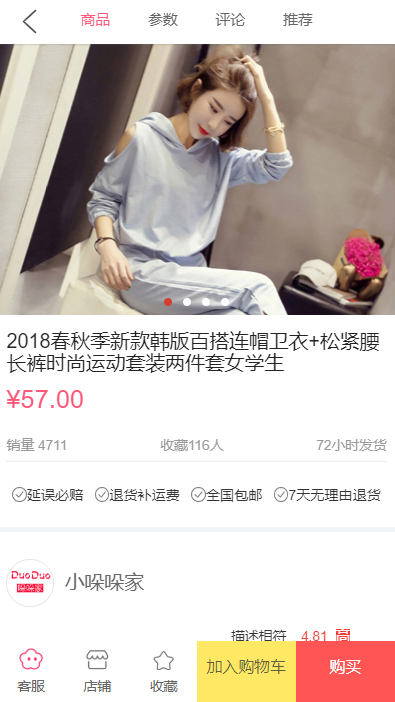 商品 参数 评论 推荐
2018春秋季新款韩版百搭连帽卫衣+松紧腰
长裤时尚运动套装两件套女学生
¥57.00
销量 4711 收藏116人 72小时发货
延误必赔 退货补运费 全国包邮 7天无理由退货
DuoDuo
哚哚家
小哚哚家
描述相符 4.81 高
客服 店铺 收藏 加入购物车 购买